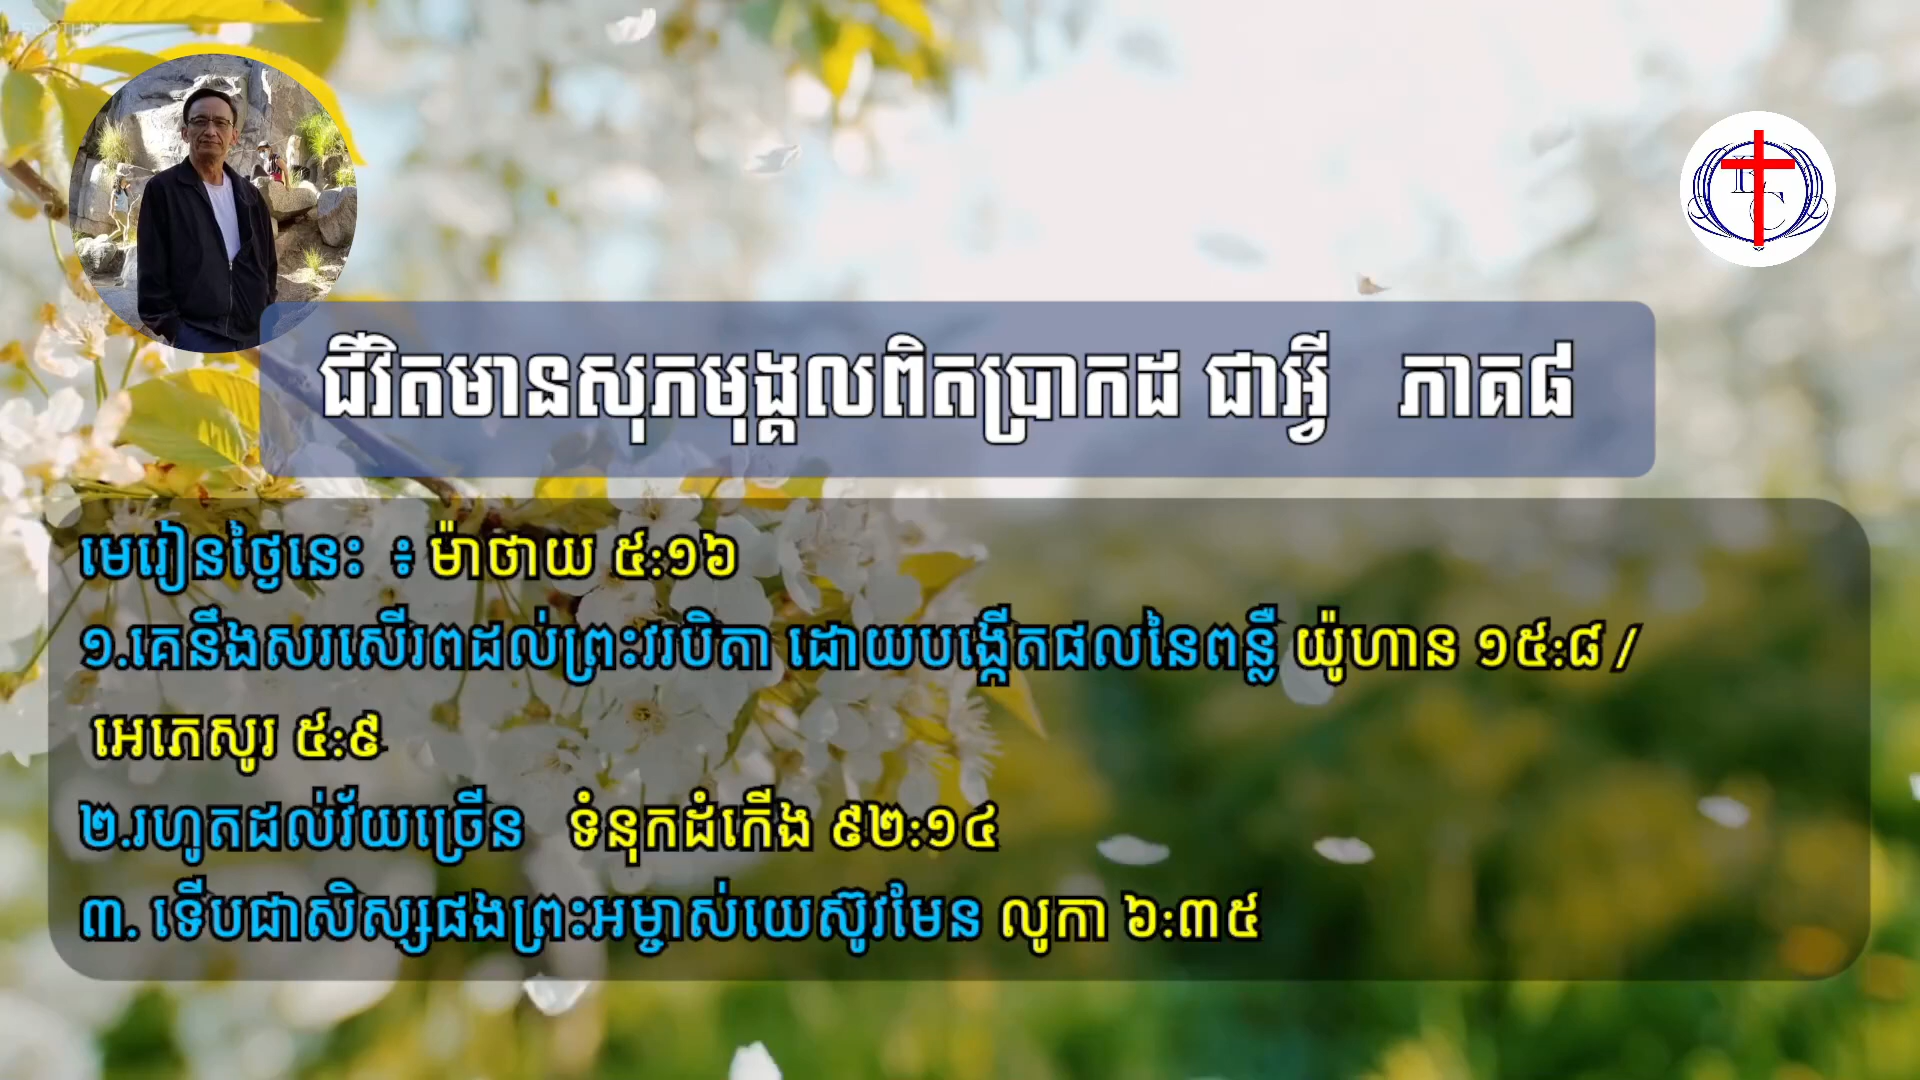 ជីវិតមានសុភមុង្គលពិតប្រាកដ ជាអ្វី ភាគ៨
មេរៀនថ្ងៃនេះ ៖ ម៉ាថាយ ៥:១៦
១.គេនឹងសរសើរពដល់ព្រះវរបិតា ដោយបង្កើតផលនៃពន្លឺ យ៉ូហាន ១៥:៨ /
អេភេសូរ ៥:៩
២.រហូតដល់វ័យច្រើន ទំនុកដំកើង ៩២:១៤
៣. ទើបជាសិស្សផងព្រះអម្ចាស់យេស៊ូវមែន លូកា ៦:៣៥